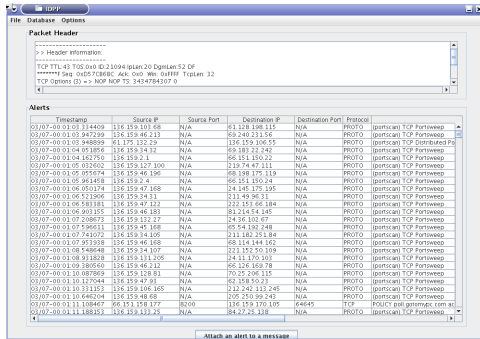 IDPP
File Database Options
Packet Header
>> Header information:
TCP TTL:43 TOS:0x0 ID:21094 IpLen:20 DgmLen:52 DF
TCP Options (3) => NOP NOP TS: 3434784307 0
Alerts
Timestamp Source IP Source Port Destination IP Destination Port Protocol
03/07-00:01:03.334409 136.159.103.68 N/A 61.128.198.115 N/A PROTO (portscan) TCP Portsweep
03/07-00:01:03.947299 136.159.46.213 N/A 69.240.231.56 N/A PROTO (portscan) TCP Portsweep
03/07-00:01:03.948899 61.175.132.29 N/A 136.159.106.55 N/A PROTO (portscan) TCP Distributed Po
03/07-00:01:04.051856 136.159.34.32 N/A 69.183.22.242 N/A PROTO (portscan) TCP Portsweep
03/07-00:01:04.162750 136.159.2.1 N/A 66.151.150.22 N/A PROTO (portscan) TCP Portsweep
03/07-00:01:05.032602 136.159.127.100 N/A 219.74.47.111 N/A PROTO (portscan) TCP Portsweep
03/07-00:01:05.055674 136.159.46.196 N/A 68.198.175.119 N/A PROTO (portscan) TCP Portsweep
03/07-00:01:05.961458 136.159.2.4 N/A 66.151.150.24 N/A PROTO (portscan) TCP Portsweep
03/07-00:01:06.050174 136.159.47.168 N/A 24.145.175.195 N/A PROTO (portscan) TCP Portsweep
03/07-00:01:06.521906 136.159.34.31 N/A 211.49.96.31 N/A PROTO (portscan) TCP Portsweep
03/07-00:01:06.583381 136.159.47.122 N/A 222.153.66.184 N/A PROTO (portscan) TCP Portsweep
03/07-00:01:06.903155 136.159.46.183 N/A 81.214.54.145 N/A PROTO (portscan) TCP Portsweep
03/07-00:01:07.208673 136.159.132.27 N/A 24.36.102.67 N/A PROTO (portscan) TCP Portsweep
03/07-00:01:07.596611 136.159.45.168 N/A 65.54.192.248 N/A PROTO (portscan) TCP Portsweep
03/07-00:01:07.741072 136.159.34.105 N/A 211.182.251.84 N/A PROTO (portscan) TCP Portsweep
03/07-00:01:07.953938 136.159.46.168 N/A 68.114.144.162 N/A PROTO (portscan) TCP Portsweep
03/07-00:01:08.548648 136.159.34.107 N/A 221.152.50.109 N/A PROTO (portscan) TCP Portsweep
03/07-00:01:08.931828 136.159.131.205 N/A 24.11.170.103 N/A PROTO (portscan) TCP Portsweep
03/07-00:01:09.380560 136.159.46.212 N/A 66.126.169.78 N/A PROTO (portscan) TCP Portsweep
03/07-00:01:10.087869 136.159.128.81 N/A 70.25.206.115 N/A PROTO (portscan) TCP Portsweep
03/07-00:01:10.127044 136.159.47.93 N/A 62.158.50.23 N/A PROTO (portscan) TCP Portsweep
03/07-00:01:10.331153 136.159.106.165 N/A 212.242.113.245 N/A PROTO (portscan) TCP Portsweep
03/07-00:01:10.646204 136.159.48.68 N/A 205.250.99.243 N/A PROTO (portscan) TCP Portsweep
03/07-00:01:11.108467 66.151.158.177 8200 136.159.170.105 64645 TCP POLICY poll.gotomypc.com ac
03/07-00:01:11.188153 136.159.133.25 N/A 84.27.25.138 N/A PROTO (portscan) TCP Portsweep
Attach an alert to a message